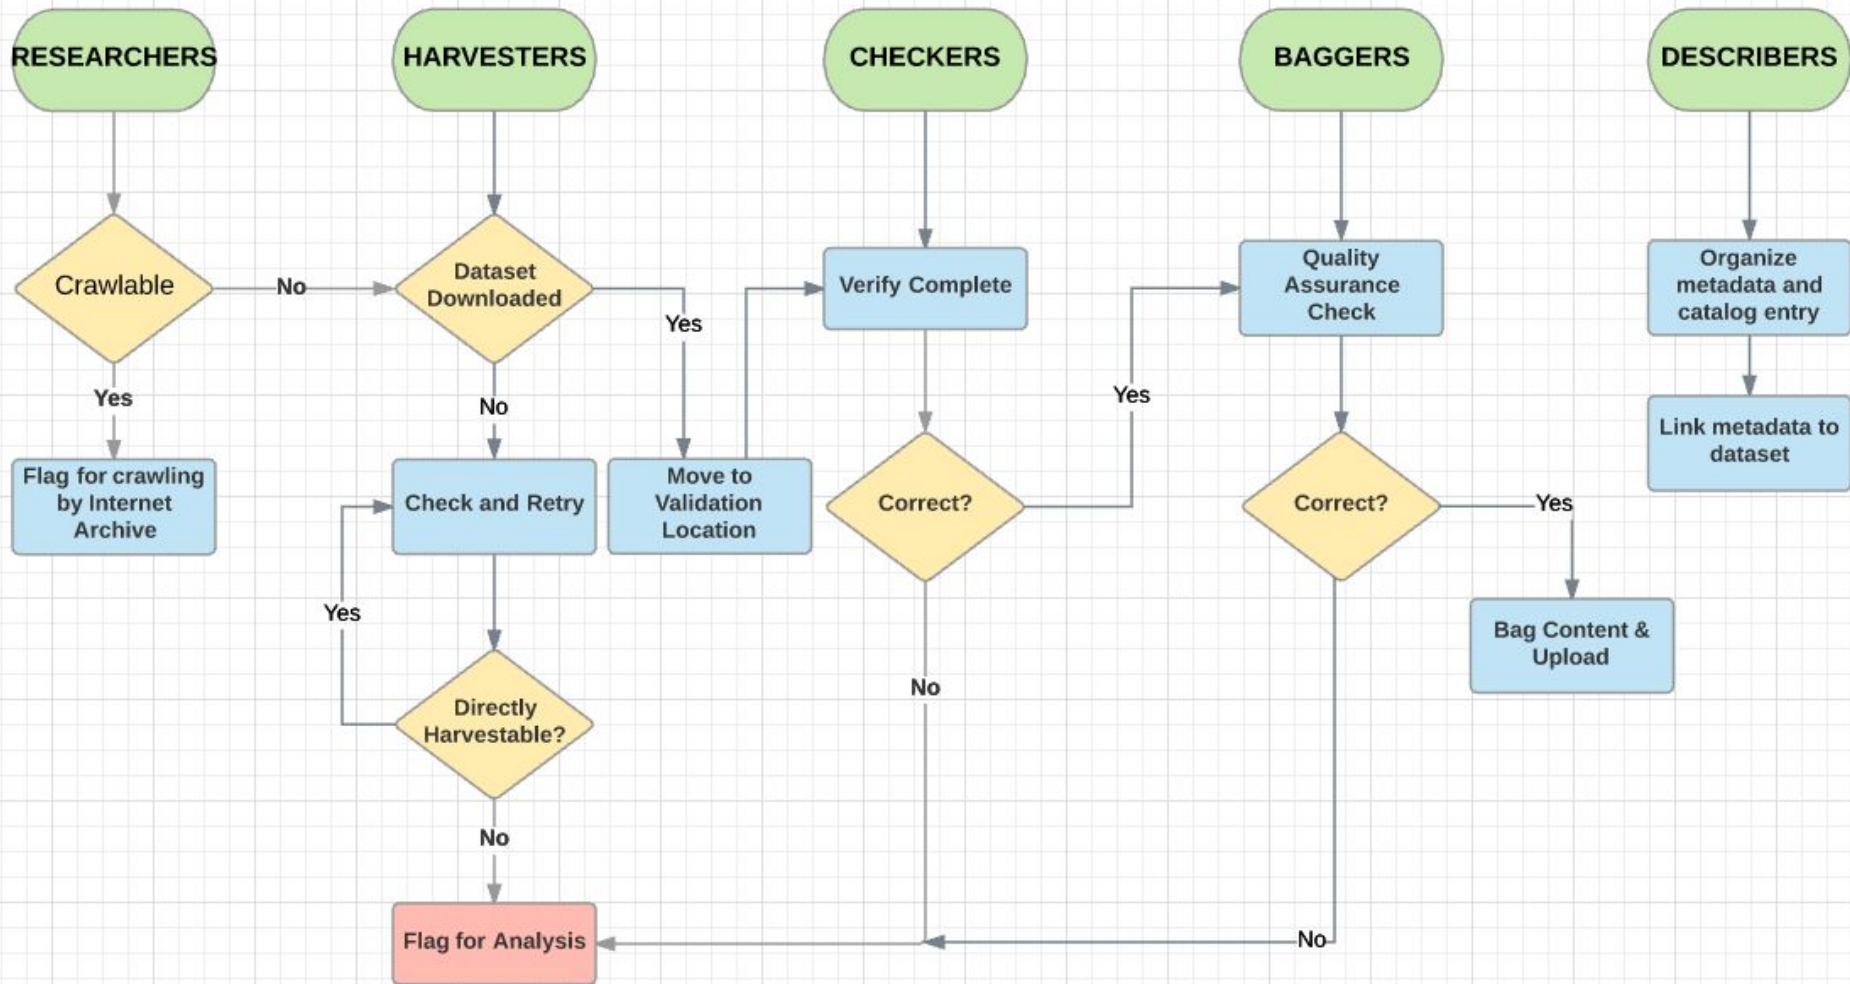 RESEARCHERS
HARVESTERS
CHECKERS
BAGGERS
DESCRIBERS
Crawlable
No
Yes
Flag for crawling
by Internet
Archive
Dataset
Downloaded
Yes
No
Check and Retry
Yes
Directly
Harvestable?
No
Flag for Analysis
Move to
Validation
Location
Verify Complete
Correct?
Yes
No
Quality
Assurance
Check
Correct?
Yes
Bag Content &
Upload
No
Organize
metadata and
catalog entry
Link metadata to
dataset